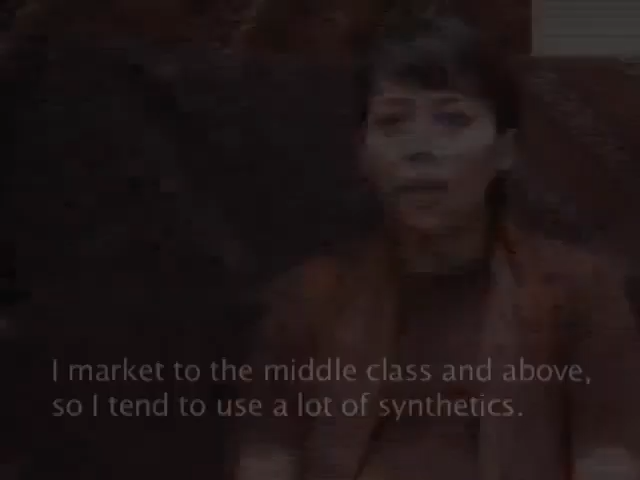 I market to the middle class and above,
so I tend to use a lot of synthetics.